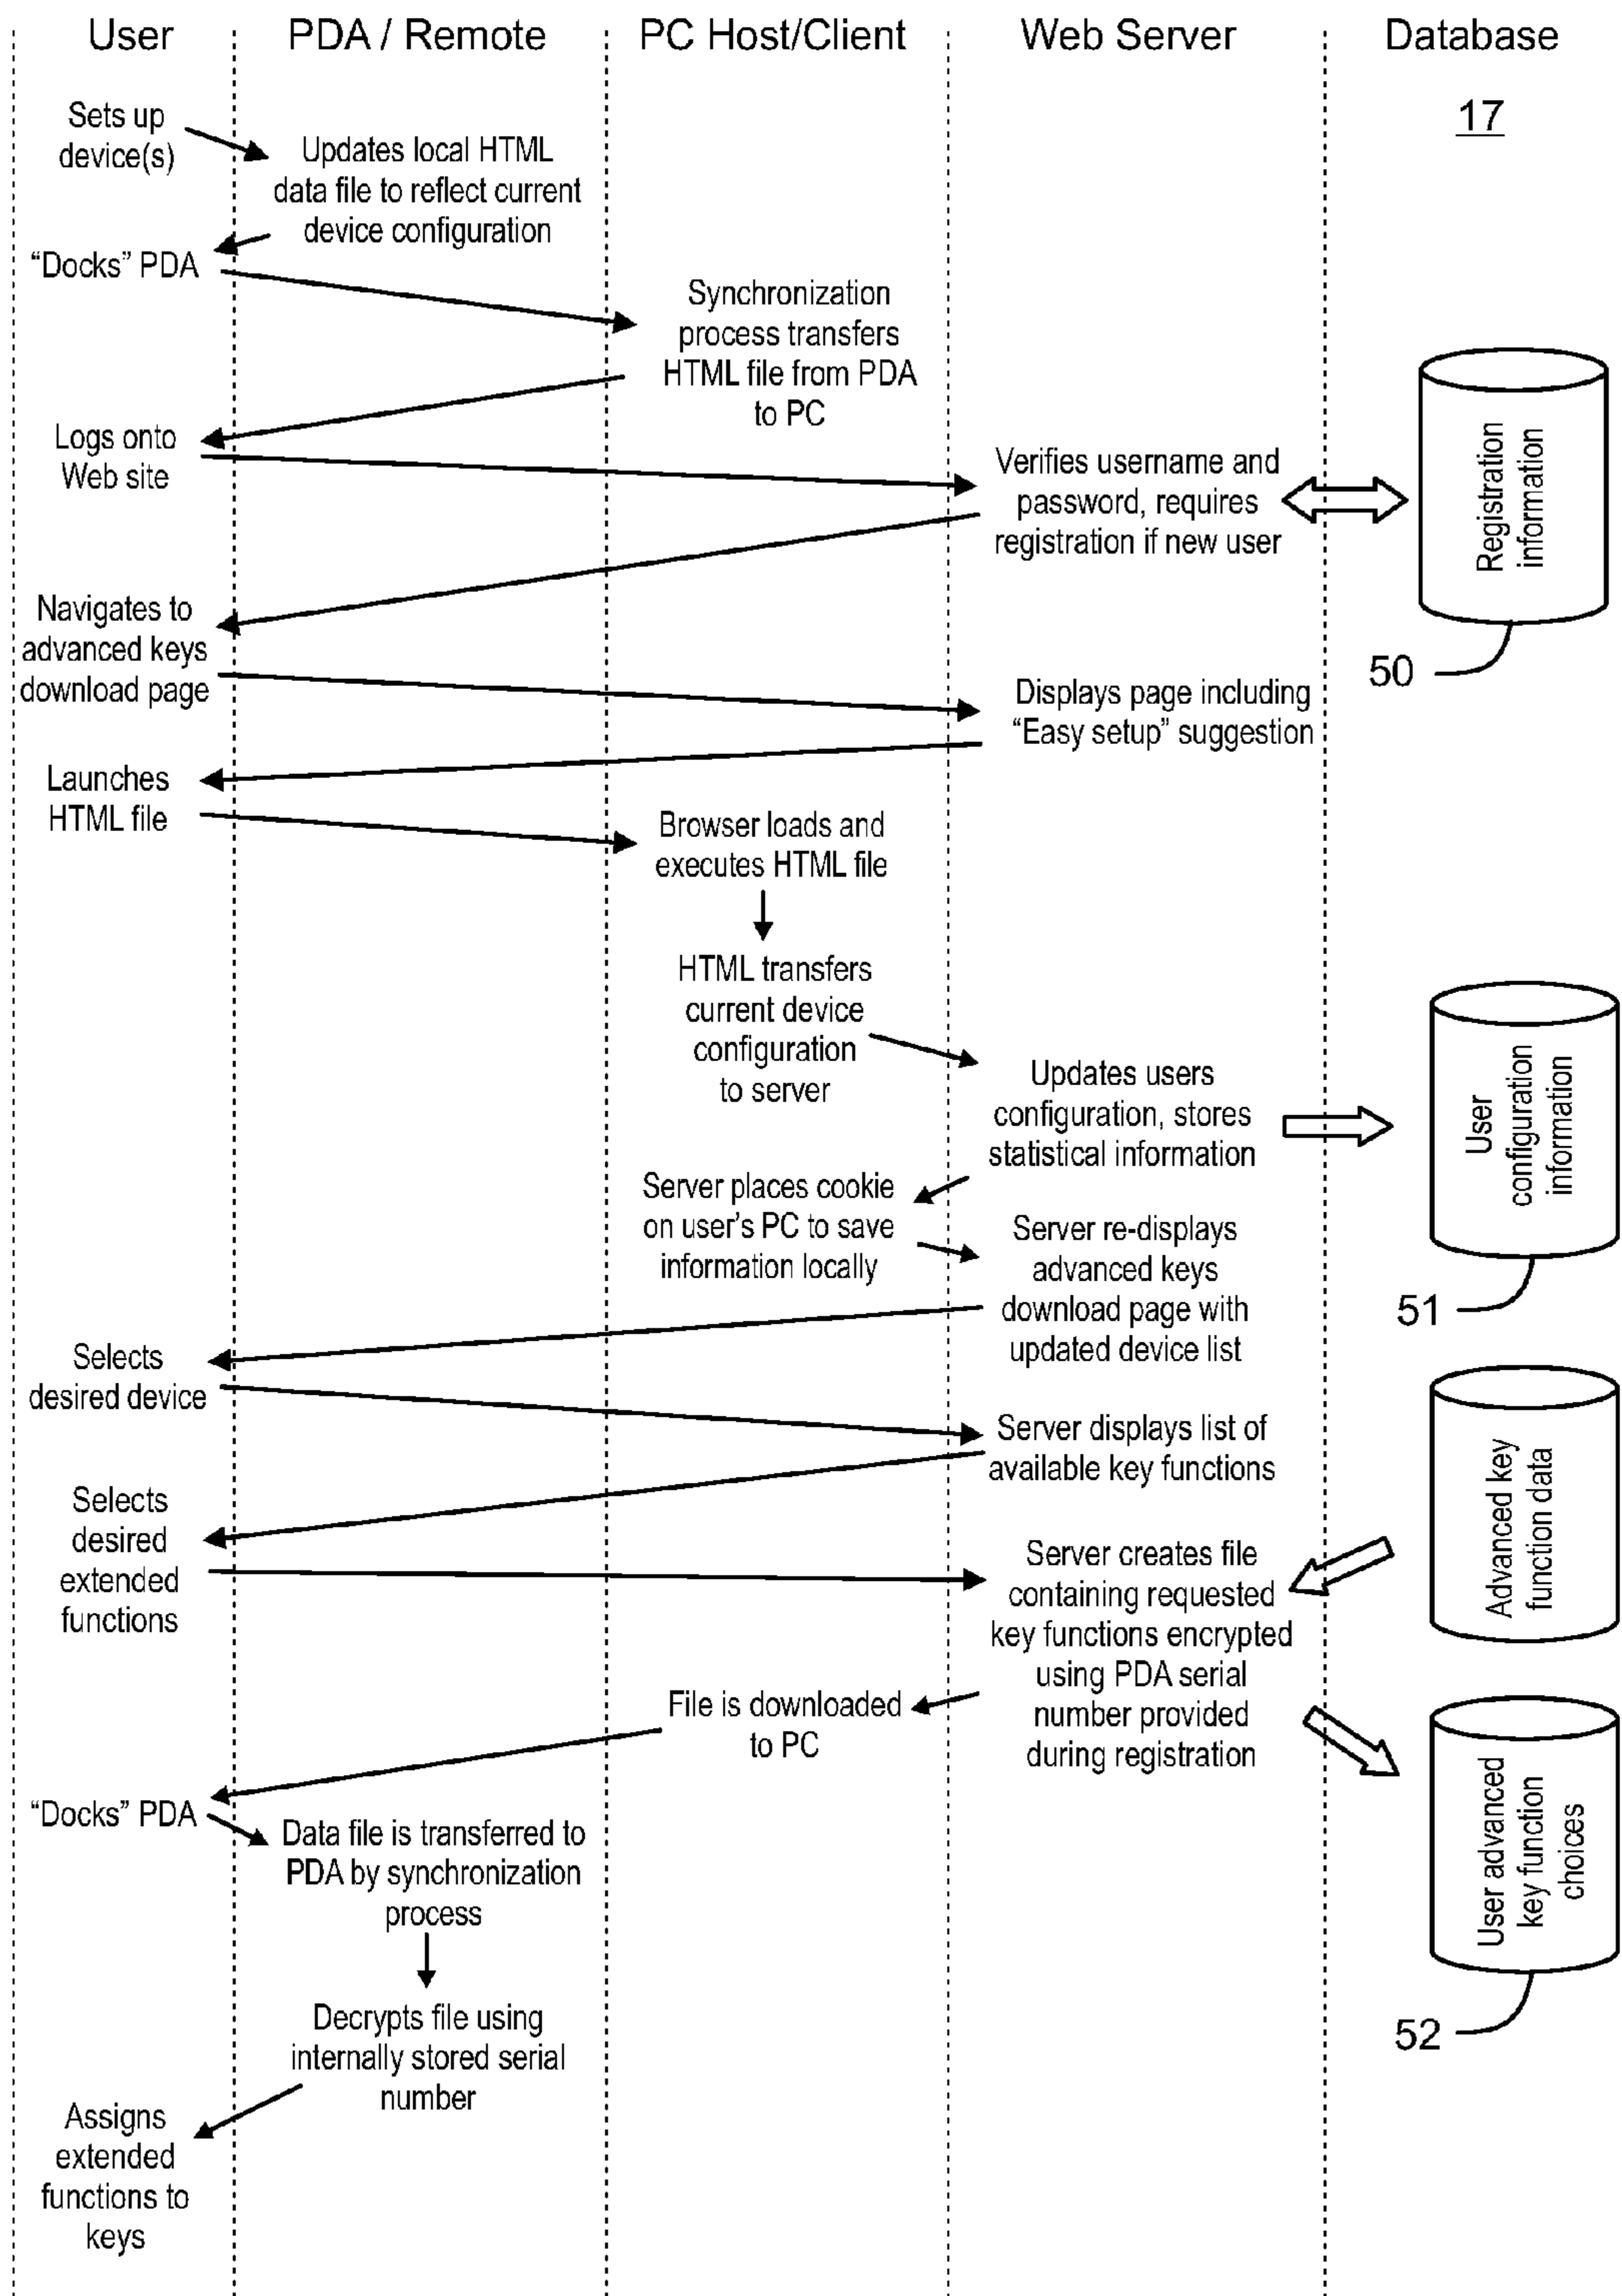 User
PDA / Remote
PC Host/Client
Web Server
Database
17
Sets up
device(s)
Updates local HTML
data file to reflect current
device configuration
“Docks” PDA
Synchronization
process transfers
HTML file from PDA
to PC
Logs onto
Web site
Verifies username and
password, requires
registration if new user
Registration
information
50
Navigates to
advanced keys
download page
Displays page including
“Easy setup” suggestion
Launches
HTML file
Browser loads and
executes HTML file
HTML transfers
current device
configuration
to server
Updates users
configuration, stores
statistical information
User
configuration
information
51
Server places cookie
on user’s PC to save
information locally
Server re-displays
advanced keys
download page with
updated device list
Selects
desired device
Server displays list of
available key functions
Advanced key
function data
Selects
desired
extended
functions
Server creates file
containing requested
key functions encrypted
using PDA serial
number provided
during registration
File is downloaded
to PC
User advanced
key function
choices
52
“Docks” PDA
Data file is transferred to
PDA by synchronization
process
Decrypts file using
internally stored serial
number
Assigns
extended
functions to
keys